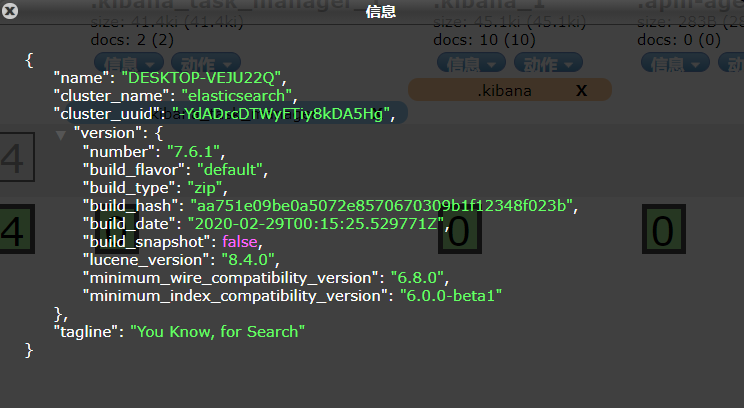 .kibana_task_manager_
.kibana_1
.apm-age
信息
size: 41.4ki (41.4ki)
size: 45.1ki (45.1ki)
size: 283B (28
docs: 2 (2)
docs: 10 (10)
docs: 0 (0)
信息 动作
信息 动作
信息 动作
.kibana X
{
"name": "DESKTOP-VEJU22Q",
"cluster_name": "elasticsearch",
"cluster_uuid": "-YdADrcDTWyFTiy8kDA5Hg",
"version": {
"number": "7.6.1",
"build_flavor": "default",
"build_type": "zip",
"build_hash": "aa751e09be0a5072e8570670309b1f12348f023b",
"build_date": "2020-02-29T00:15:25.529771Z",
"build_snapshot": false,
"lucene_version": "8.4.0",
"minimum_wire_compatibility_version": "6.8.0",
"minimum_index_compatibility_version": "6.0.0-beta1"
},
"tagline": "You Know, for Search"
}
4
4
0
0